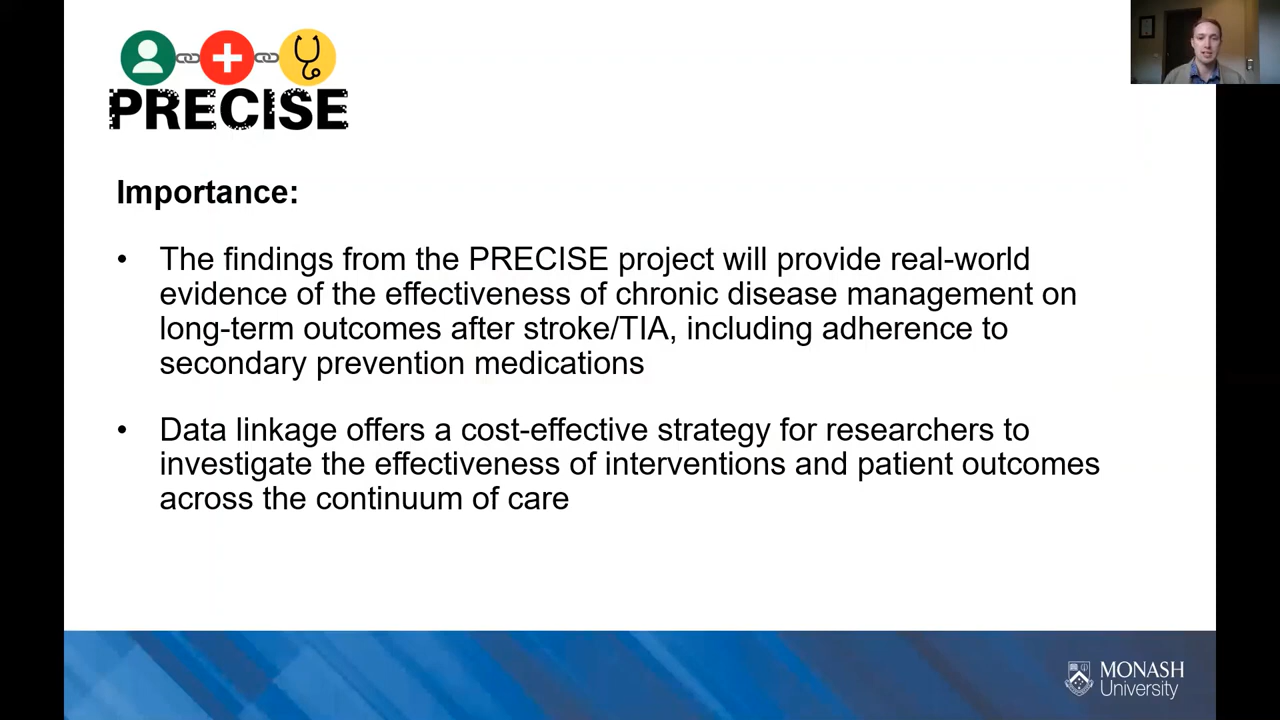 PRECISE
Importance:
• The findings from the PRECISE project will provide real-world
evidence of the effectiveness of chronic disease management on
long-term outcomes after stroke/TIA, including adherence to
secondary prevention medications
• Data linkage offers a cost-effective strategy for researchers to
investigate the effectiveness of interventions and patient outcomes
across the continuum of care
MONASH
University